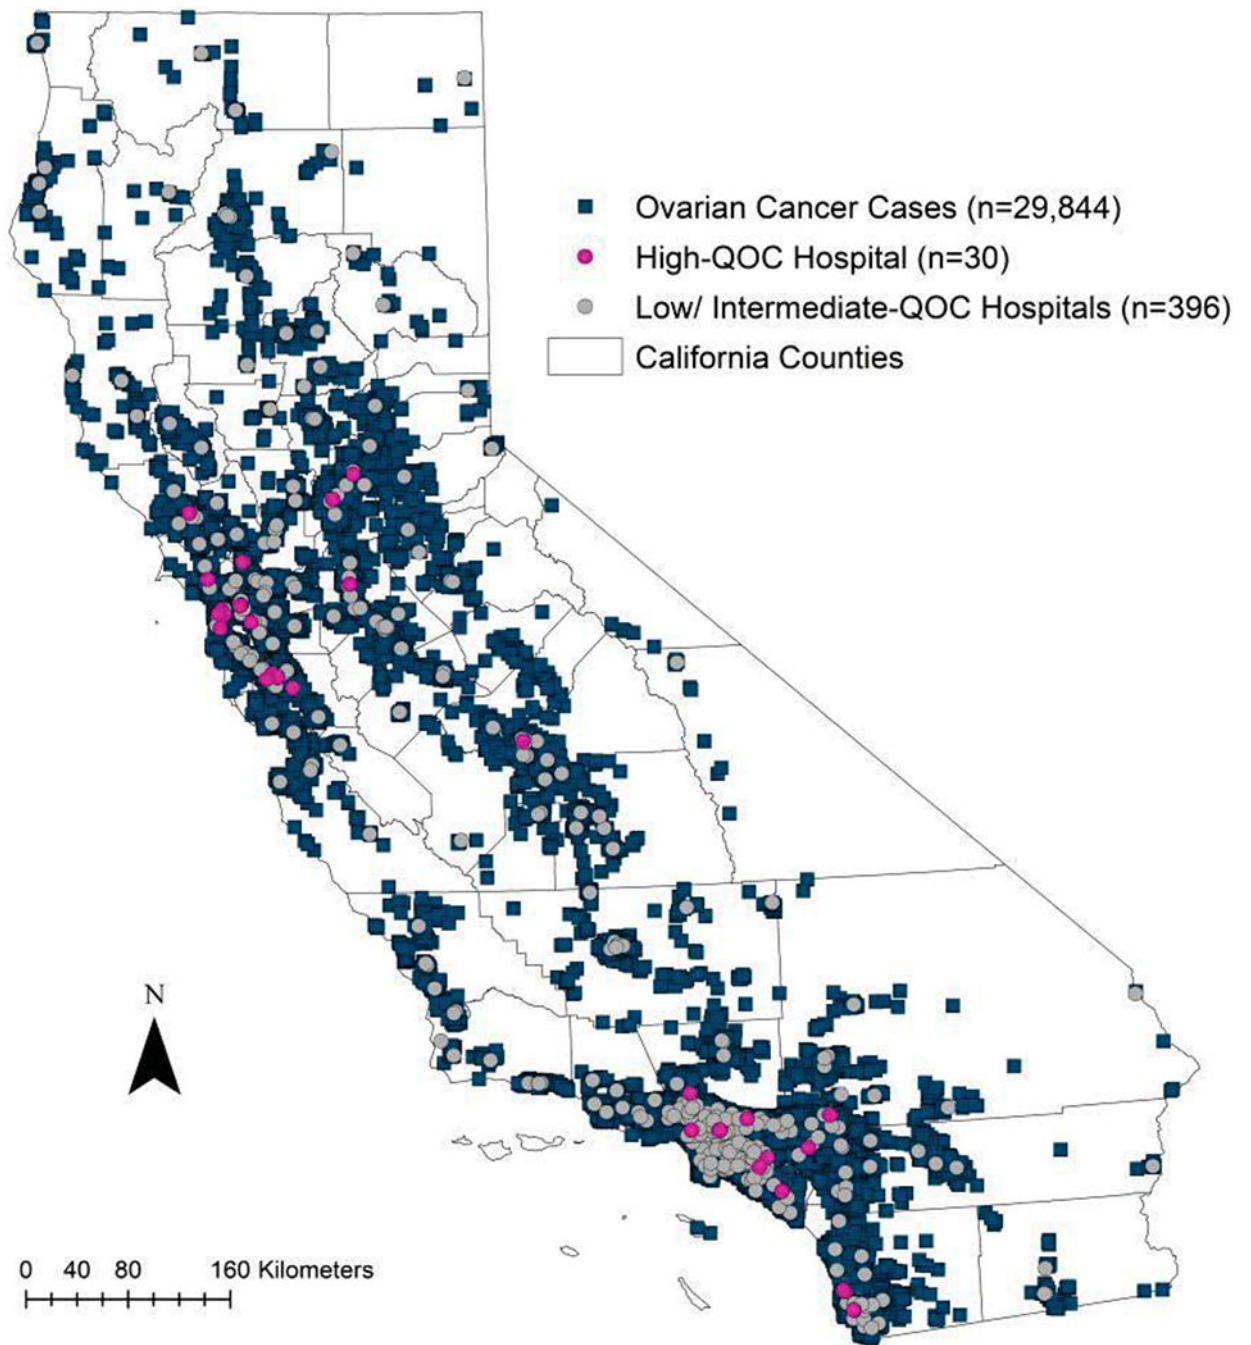 Ovarian Cancer Cases (n=29,844)
High-QOC Hospital (n=30)
Low/ Intermediate-QOC Hospitals (n=396)
California Counties
N
0 40 80 160 Kilometers